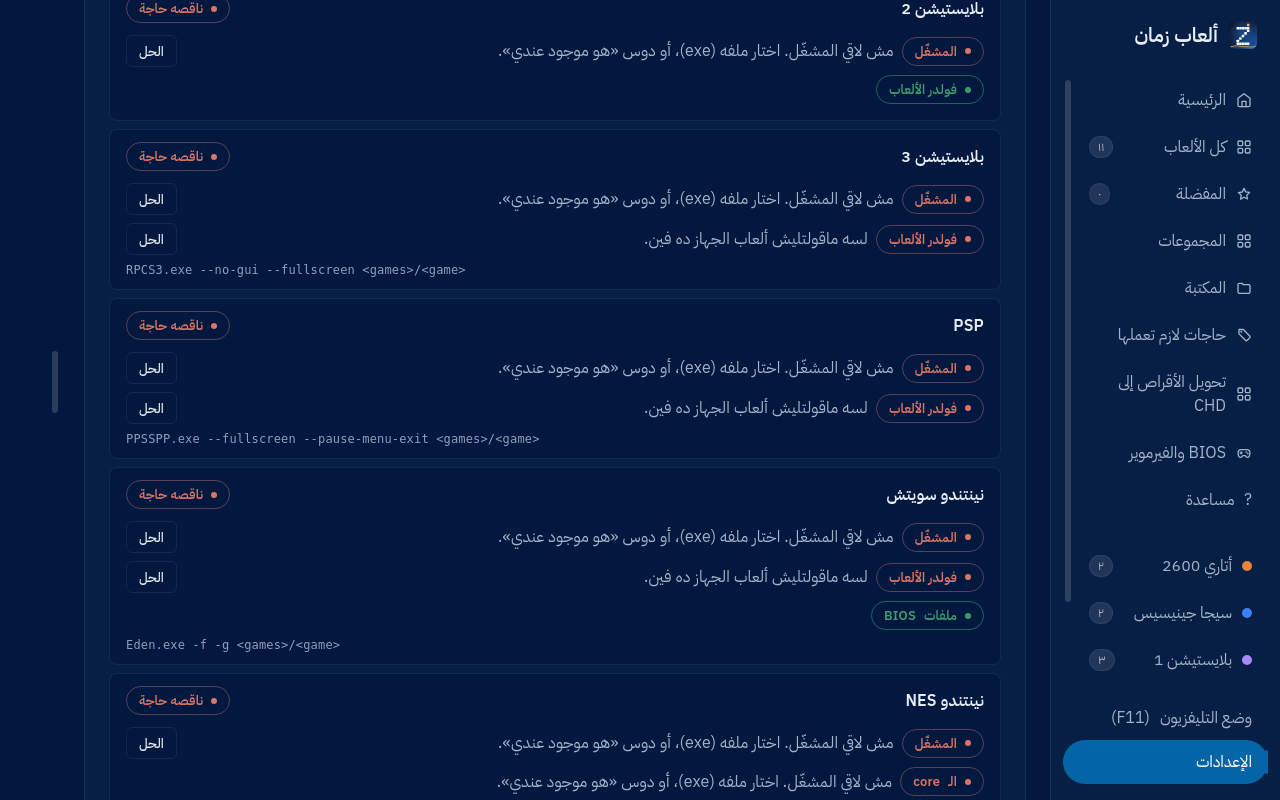 ألعاب زمان
الرئيسية
كل الألعاب ١١
المفضلة ٠
المجموعات
المكتبة
حاجات لازم تعملها
تحويل الأقراص إلى
CHD
BIOS والفيرموير
? مساعدة
أتاري 2600 ٢
سيجا جينيسيس ٢
بلايستيشن 1 ٣
وضع التليفزيون (F11)
الإعدادات
بلايستيشن 2 ناقصه حاجة
المشغّل مش لاقي المشغّل. اختار ملفه (exe)، أو دوس «هو موجود عندي». الحل
فولدر الألعاب
بلايستيشن 3 ناقصه حاجة
المشغّل مش لاقي المشغّل. اختار ملفه (exe)، أو دوس «هو موجود عندي». الحل
فولدر الألعاب لسه ماقولتليش ألعاب الجهاز ده فين. الحل
RPCS3.exe --no-gui --fullscreen <games>/<game>
PSP ناقصه حاجة
المشغّل مش لاقي المشغّل. اختار ملفه (exe)، أو دوس «هو موجود عندي». الحل
فولدر الألعاب لسه ماقولتليش ألعاب الجهاز ده فين. الحل
PPSSPP.exe --fullscreen --pause-menu-exit <games>/<game>
نينتندو سويتش ناقصه حاجة
المشغّل مش لاقي المشغّل. اختار ملفه (exe)، أو دوس «هو موجود عندي». الحل
فولدر الألعاب لسه ماقولتليش ألعاب الجهاز ده فين. الحل
ملفات BIOS
Eden.exe -f -g <games>/<game>
نينتندو NES ناقصه حاجة
المشغّل مش لاقي المشغّل. اختار ملفه (exe)، أو دوس «هو موجود عندي». الحل
الـ core مش لاقي المشغّل. اختار ملفه (exe)، أو دوس «هو موجود عندي».